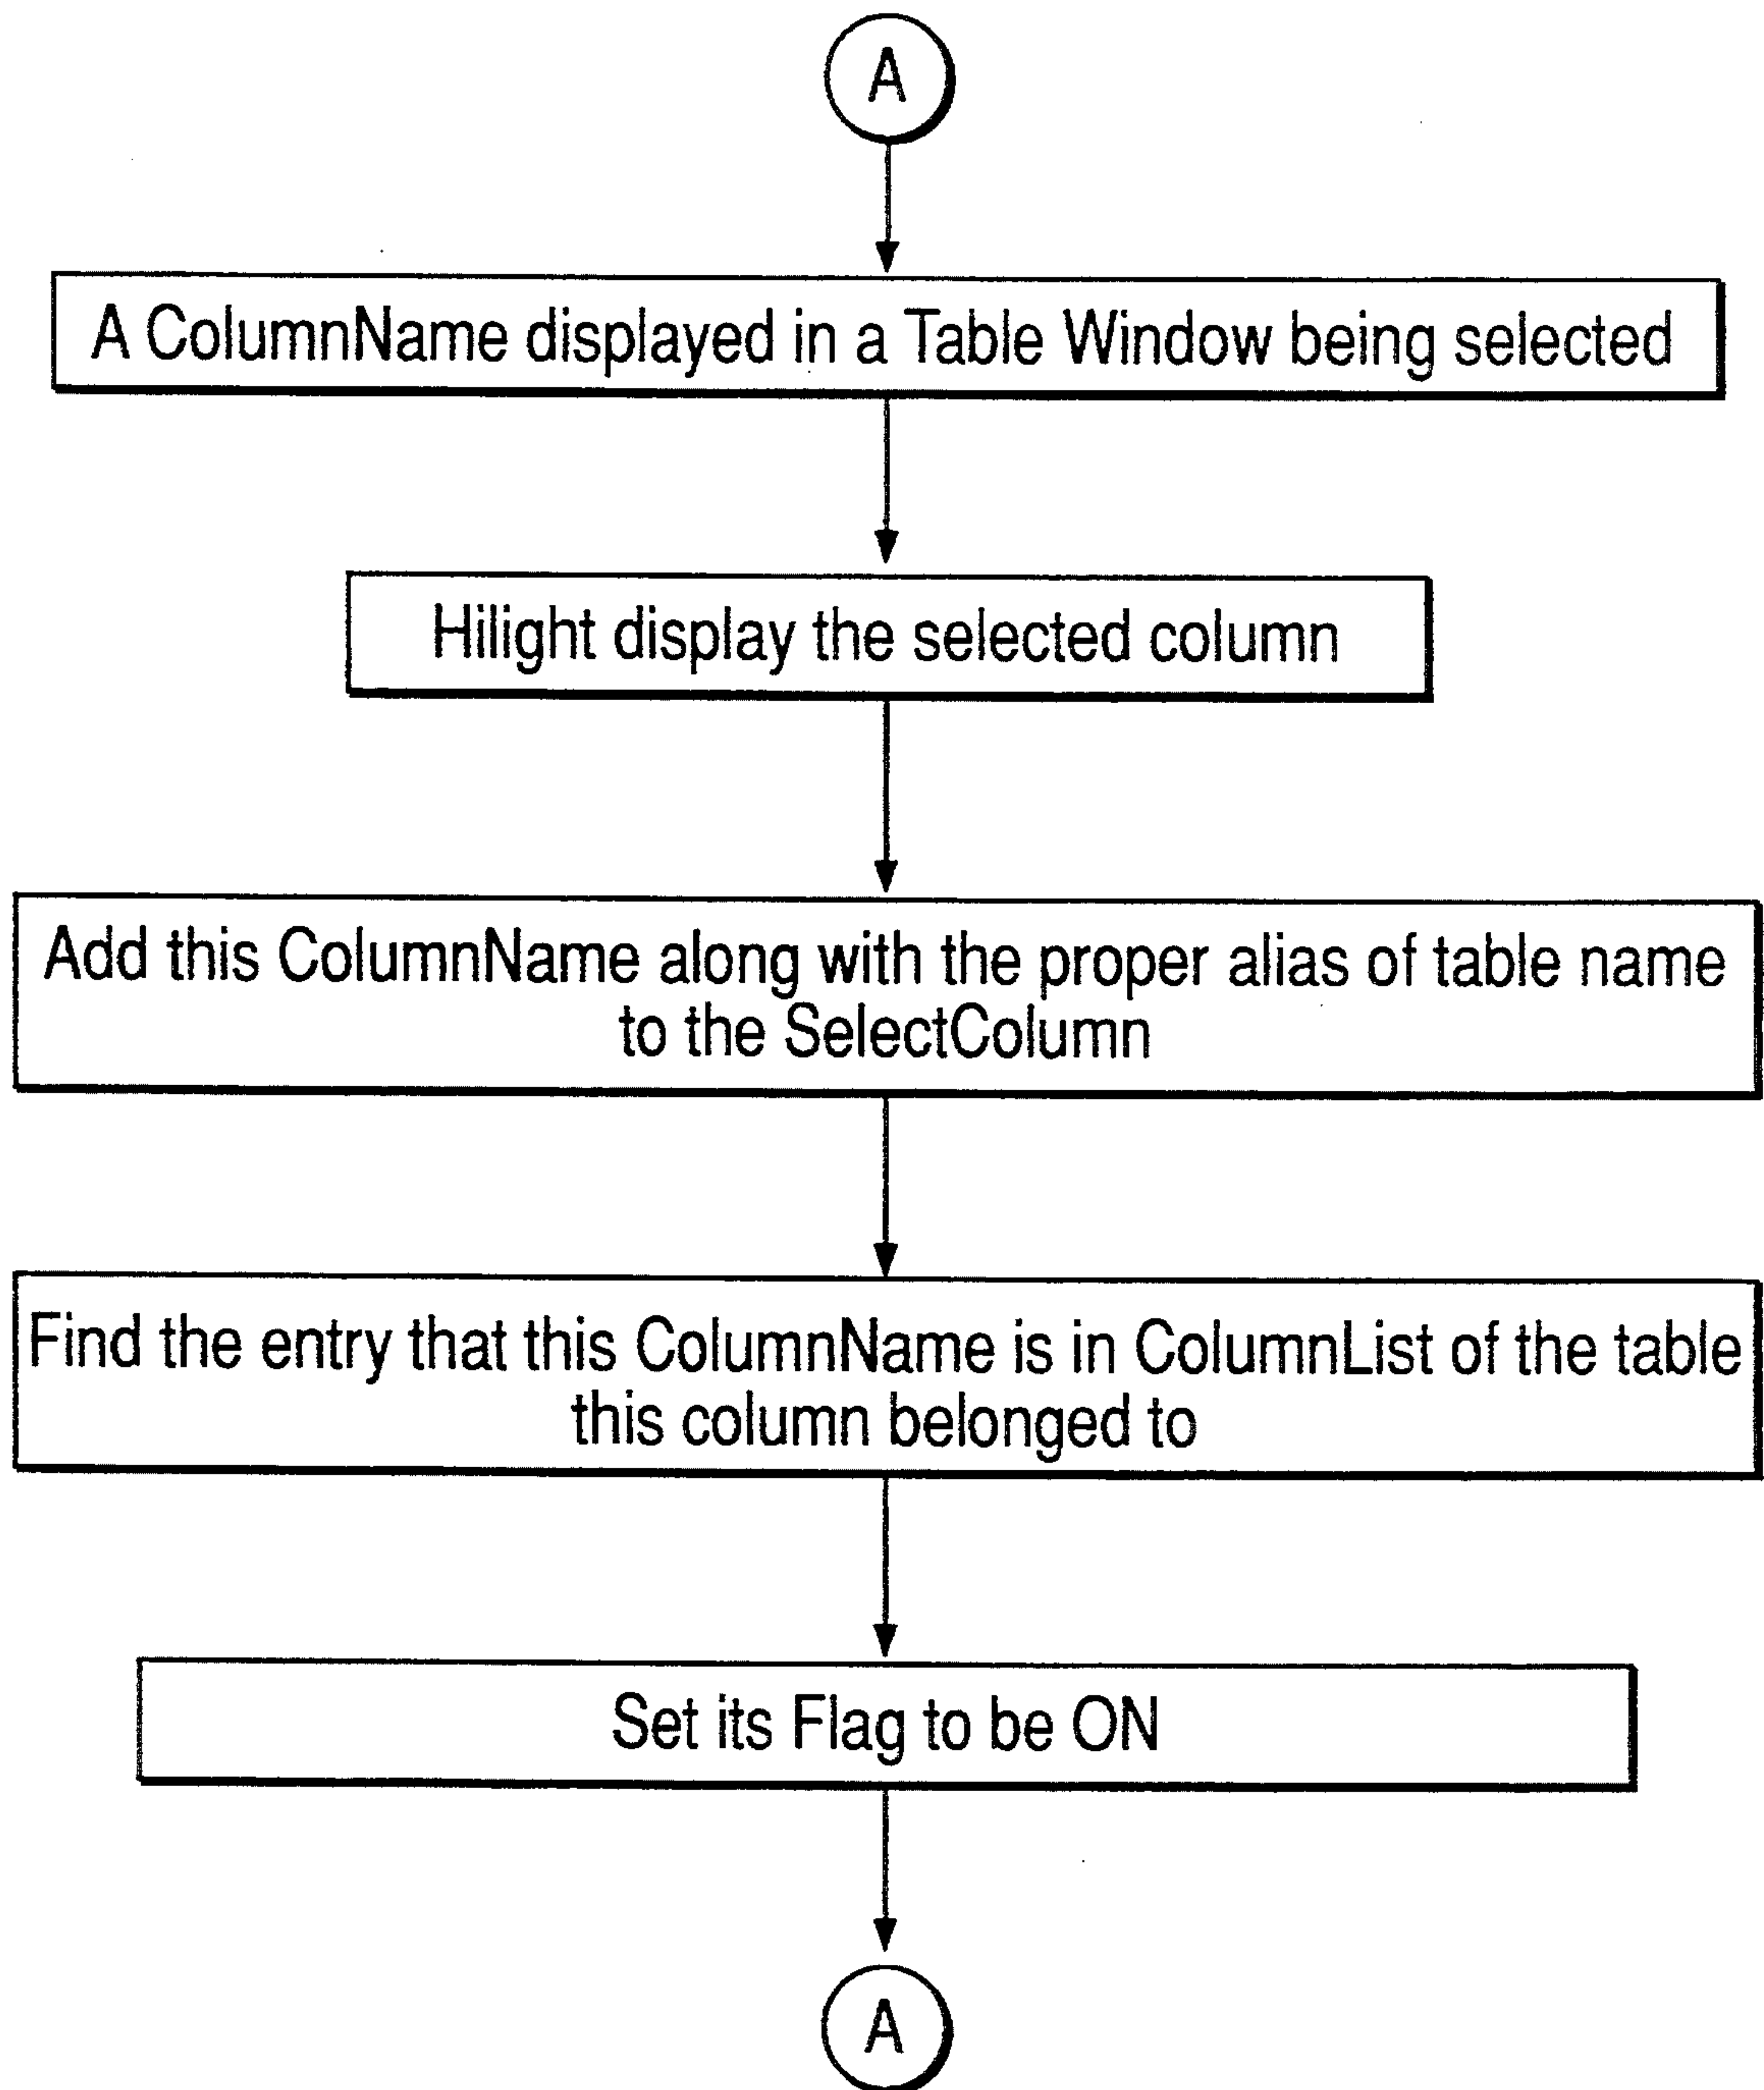 A
A ColumnName displayed in a Table Window being selected
Hilight display the selected column
Add this ColumnName along with the proper alias of table name
to the SelectColumn
Find the entry that this ColumnName is in ColumnList of the table
this column belonged to
Set its Flag to be ON
A